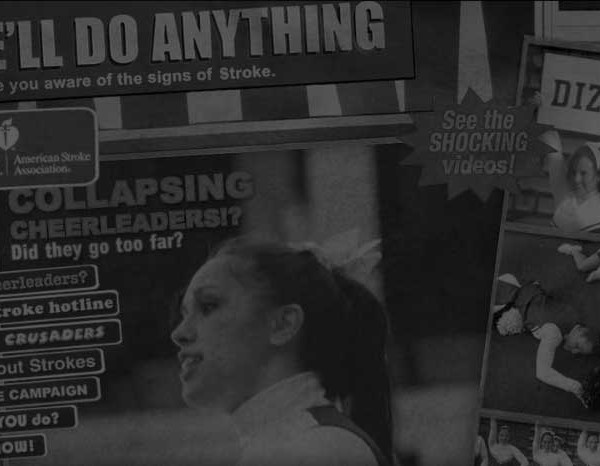 E'LL DO ANYTHING
e you aware of the signs of Stroke.
American Stroke
Association®
See the
SHOCKING
videos!
DIZ
COLLAPSING
CHEERLEADERS!?
Did they go too far?
erleaders?
roke hotline
CRUSADERS
out Strokes
E CAMPAIGN
YOU do?
OW!